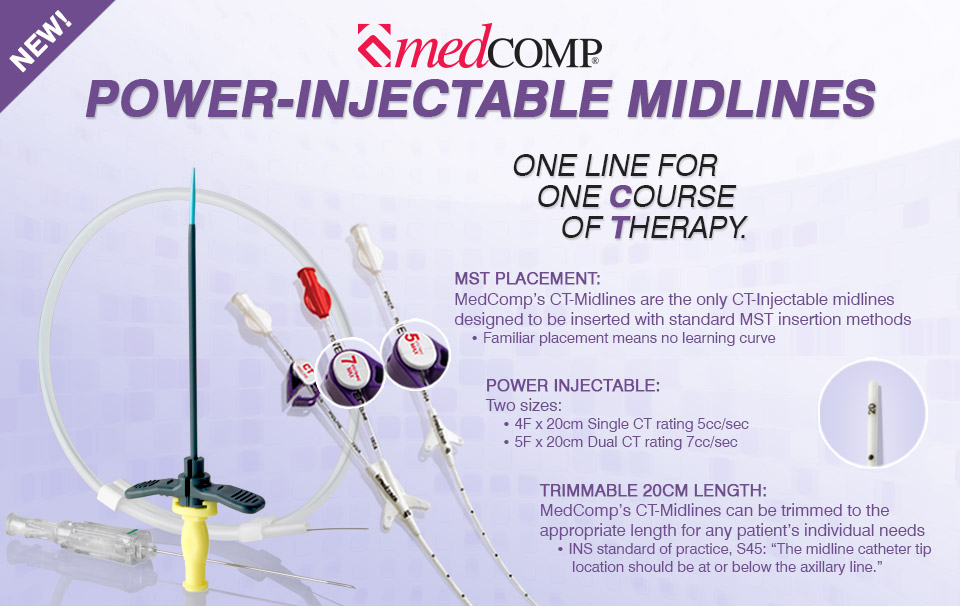 NEW!
medCOMP®
POWER-INJECTABLE MIDLINES
ONE LINE FOR
ONE COURSE
OF THERAPY.
MST PLACEMENT:
MedComp's CT-Midlines are the only CT-Injectable midlines
designed to be inserted with standard MST insertion methods
• Familiar placement means no learning curve
CT
7
MAX
5
MAX
POWER INJECTABLE:
Two sizes:
• 4F x 20cm Single CT rating 5cc/sec
• 5F x 20cm Dual CT rating 7cc/sec
20
TRIMMABLE 20CM LENGTH:
MedComp's CT-Midlines can be trimmed to the
appropriate length for any patient's individual needs
• INS standard of practice, S45: “The midline catheter tip
location should be at or below the axillary line.”